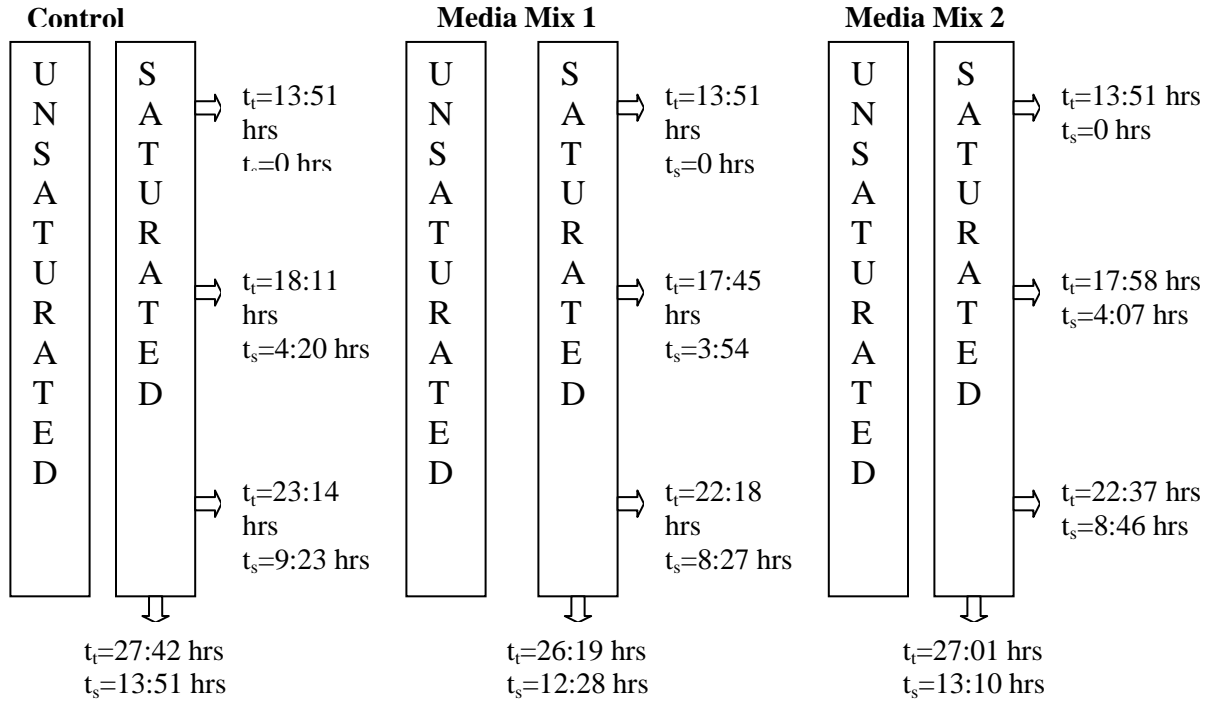 Control
U
N
S
A
T
U
R
A
T
E
D
S
A
T
U
R
A
T
E
D
tₜ=13:51
hrs
tₛ=0 hrs
tₜ=18:11
hrs
tₛ=4:20 hrs
tₜ=23:14
hrs
tₛ=9:23 hrs
tₜ=27:42 hrs
tₛ=13:51 hrs
Media Mix 1
U
N
S
A
T
U
R
A
T
E
D
S
A
T
U
R
A
T
E
D
tₜ=13:51
hrs
tₛ=0 hrs
tₜ=17:45
hrs
tₛ=3:54
tₜ=22:18
hrs
tₛ=8:27 hrs
tₜ=26:19 hrs
tₛ=12:28 hrs
Media Mix 2
U
N
S
A
T
U
R
A
T
E
D
S
A
T
U
R
A
T
E
D
tₜ=13:51 hrs
tₛ=0 hrs
tₜ=17:58 hrs
tₛ=4:07 hrs
tₜ=22:37 hrs
tₛ=8:46 hrs
tₜ=27:01 hrs
tₛ=13:10 hrs